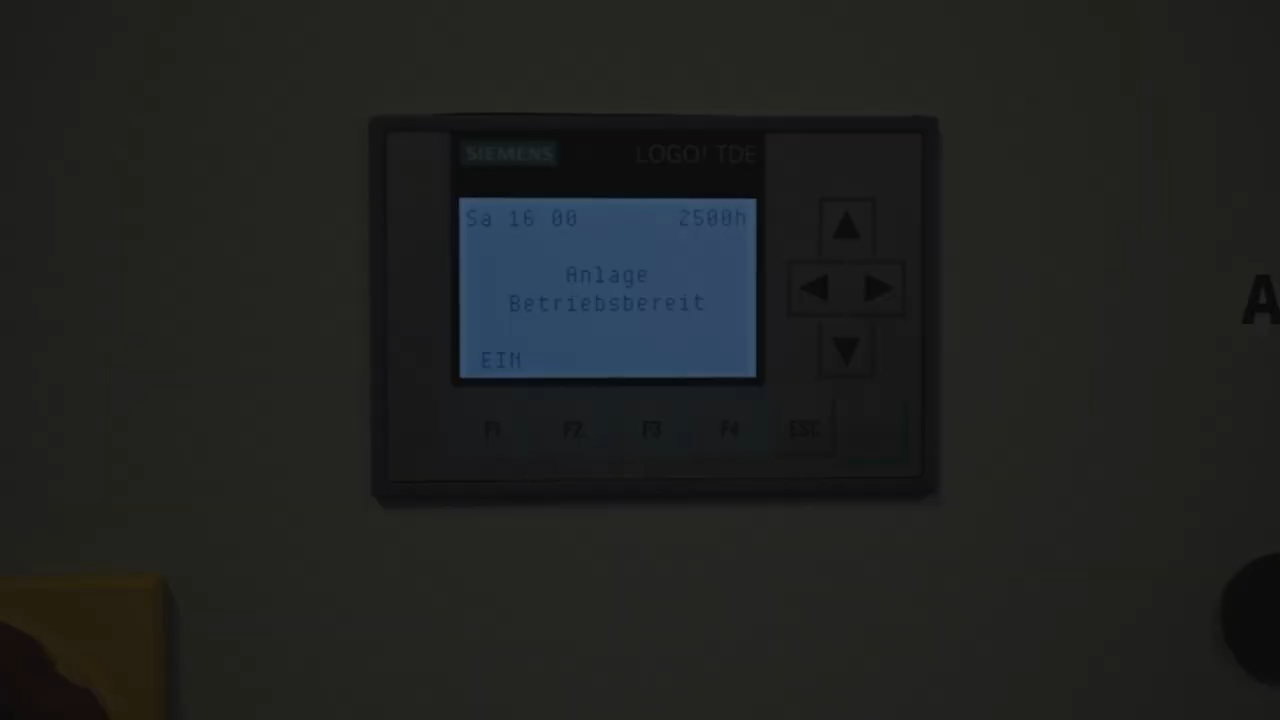 SIEMENS LOGO! TDE
Sa 16 00 2500h
Anlage
Betriebsbereit
EIN
F1 F2 F3 F4 ESC
A